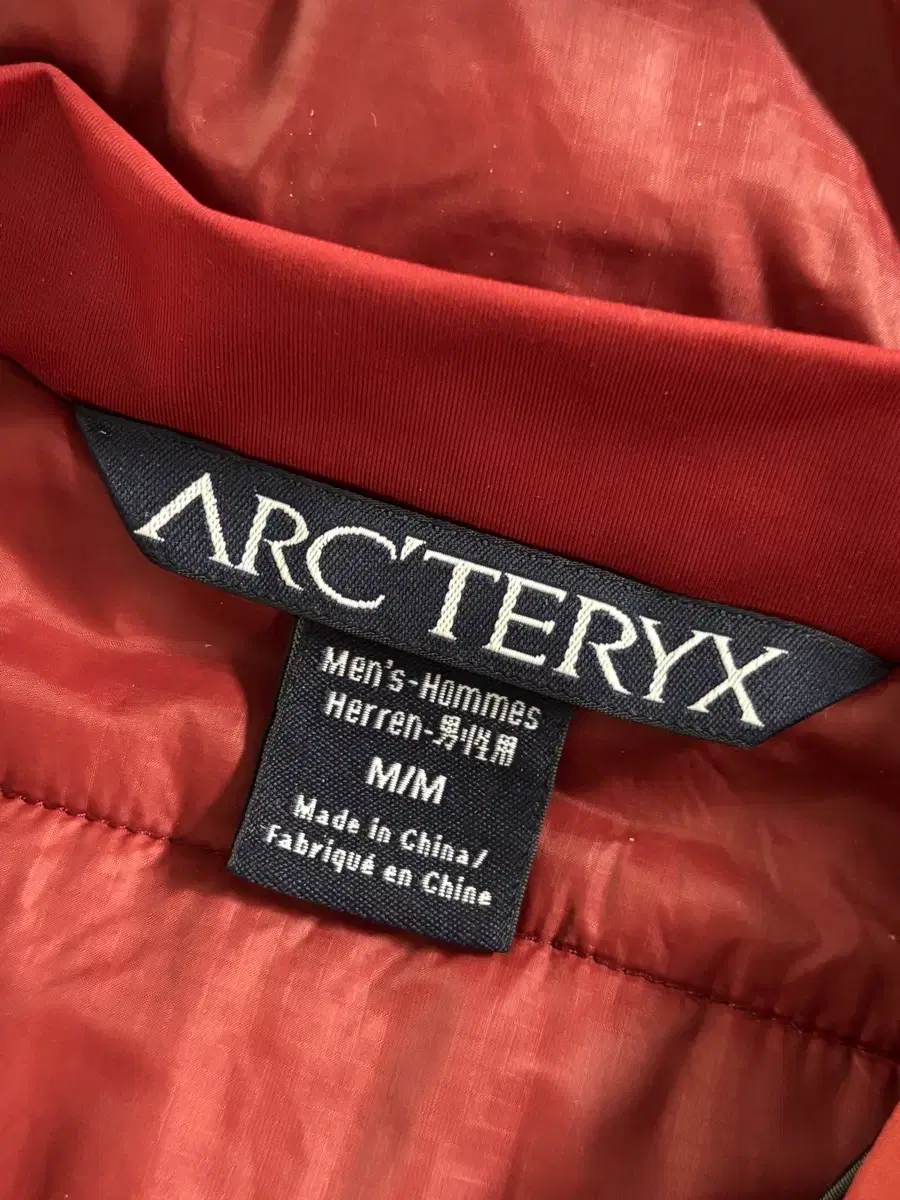 ARC'TERYX
Men's-Hommes
Herren-男性用
M/M
Made in China/
Fabriqué en Chine